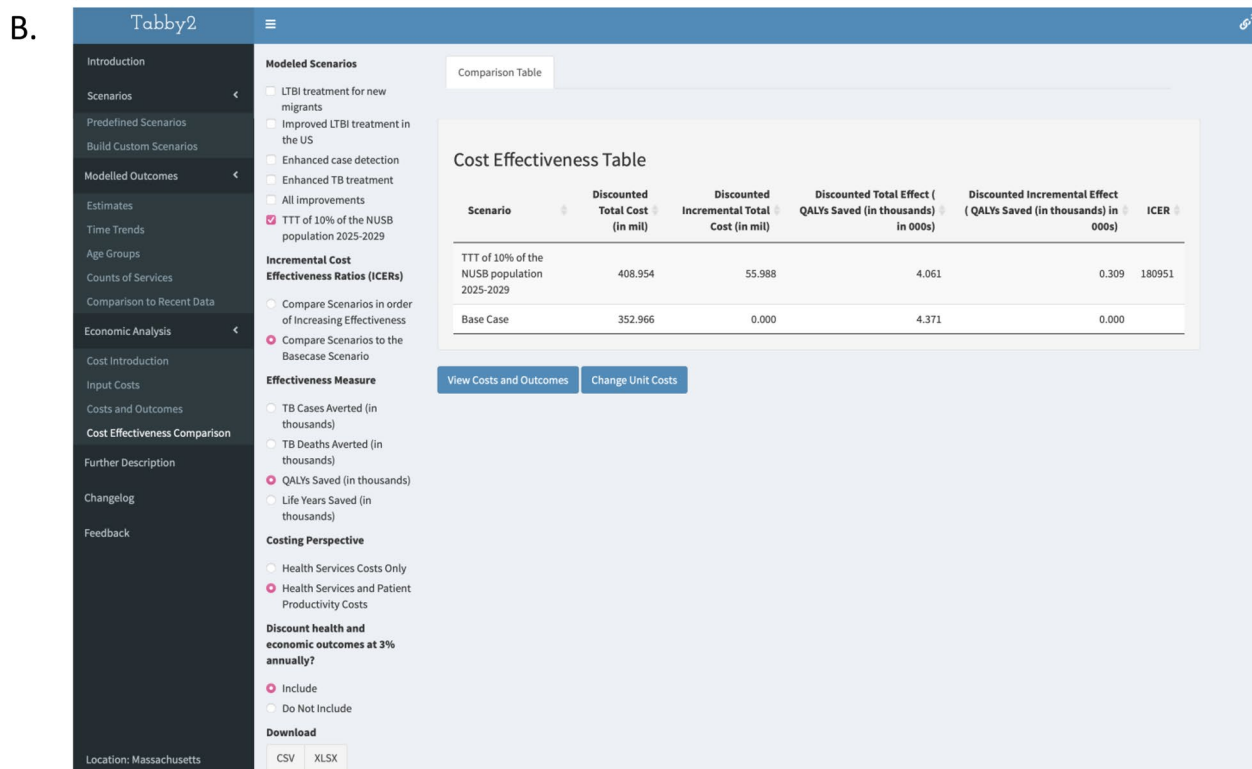 B.
Tabby2
Introduction
Scenarios
Predefined Scenarios
Build Custom Scenarios
Modelled Outcomes
Estimates
Time Trends
Age Groups
Counts of Services
Comparison to Recent Data
Economic Analysis
Cost Introduction
Input Costs
Costs and Outcomes
Cost Effectiveness Comparison
Further Description
Changelog
Feedback
Location: Massachusetts
Modeled Scenarios
LTBI treatment for new
migrants
Improved LTBI treatment in
the US
Enhanced case detection
Enhanced TB treatment
All improvements
TTT of 10% of the NUSB
population 2025-2029
Incremental Cost
Effectiveness Ratios (ICERs)
Compare Scenarios in order
of Increasing Effectiveness
Compare Scenarios to the
Basecase Scenario
Effectiveness Measure
TB Cases Averted (in
thousands)
TB Deaths Averted (in
thousands)
QALYs Saved (in thousands)
Life Years Saved (in
thousands)
Costing Perspective
Health Services Costs Only
Health Services and Patient
Productivity Costs
Discount health and
economic outcomes at 3%
annually?
Include
Do Not Include
Download
CSV XLSX
Comparison Table
Cost Effectiveness Table
Scenario
Discounted
Total Cost
(in mil)
Discounted
Incremental Total
Cost (in mil)
Discounted Total Effect (
QALYs Saved (in thousands)
in 000s)
Discounted Incremental Effect
( QALYs Saved (in thousands) in
000s)
ICER
TTT of 10% of the
NUSB population
2025-2029
408.954 55.988 4.061 0.309 180951
Base Case 352.966 0.000 4.371 0.000
View Costs and Outcomes Change Unit Costs